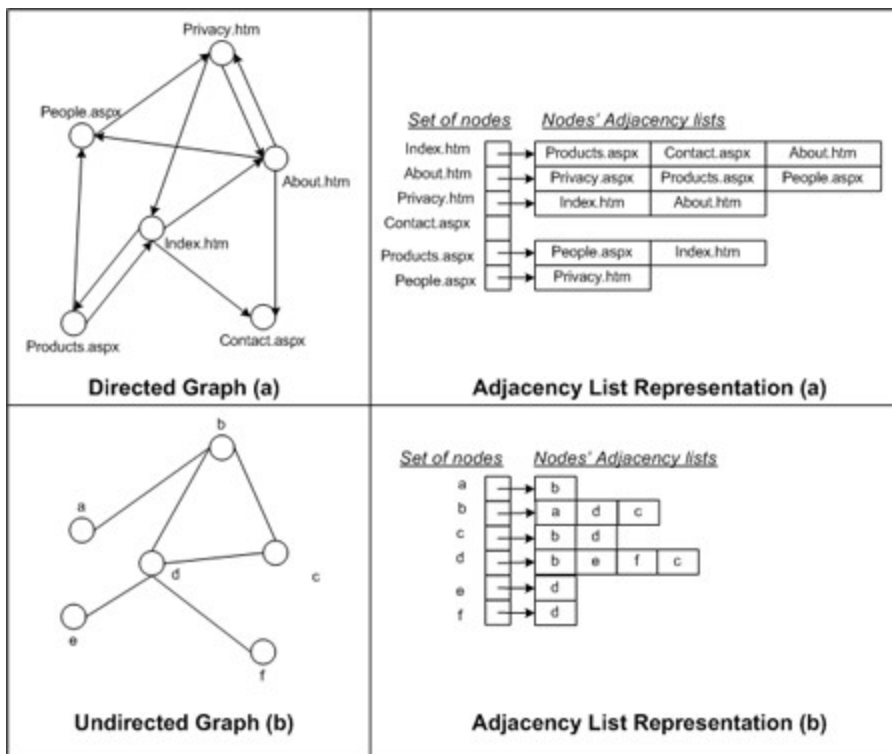 Privacy.htm
People.aspx
About.htm
Index.htm
Products.aspx
Contact.aspx
Directed Graph (a)
Set of nodes Nodes' Adjacency lists
Index.htm Products.aspx Contact.aspx About.htm
About.htm Privacy.aspx Products.aspx People.aspx
Privacy.htm Index.htm About.htm
Contact.aspx
Products.aspx People.aspx Index.htm
People.aspx Privacy.htm
Adjacency List Representation (a)
b
a
d
c
e
f
Undirected Graph (b)
Set of nodes Nodes' Adjacency lists
a b
b a d c
c b d
d b e f c
e d
f d
Adjacency List Representation (b)